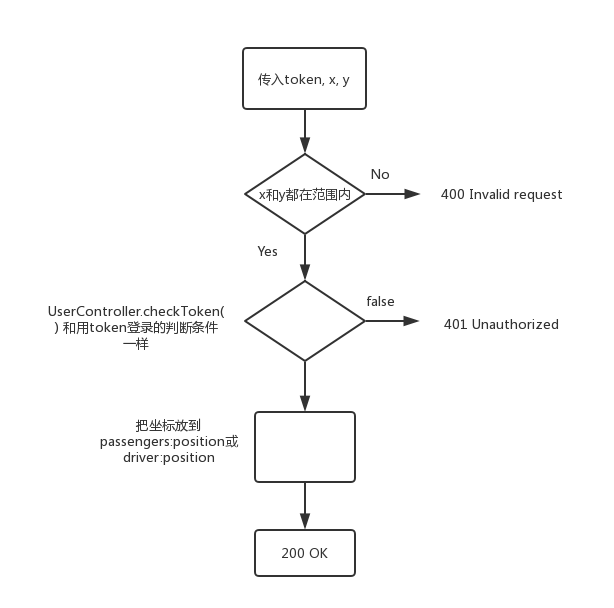 传入token, x, y
No
x和y都在范围内
400 Invalid request
Yes
false
UserController.checkToken(
) 和用token登录的判断条件
一样
401 Unauthorized
把坐标放到
passengers:position或
driver:position
200 OK